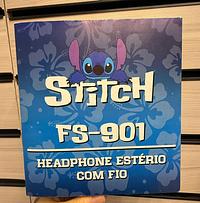 STITCH
FS-901
HEADPHONE ESTÉRIO
COM FIO